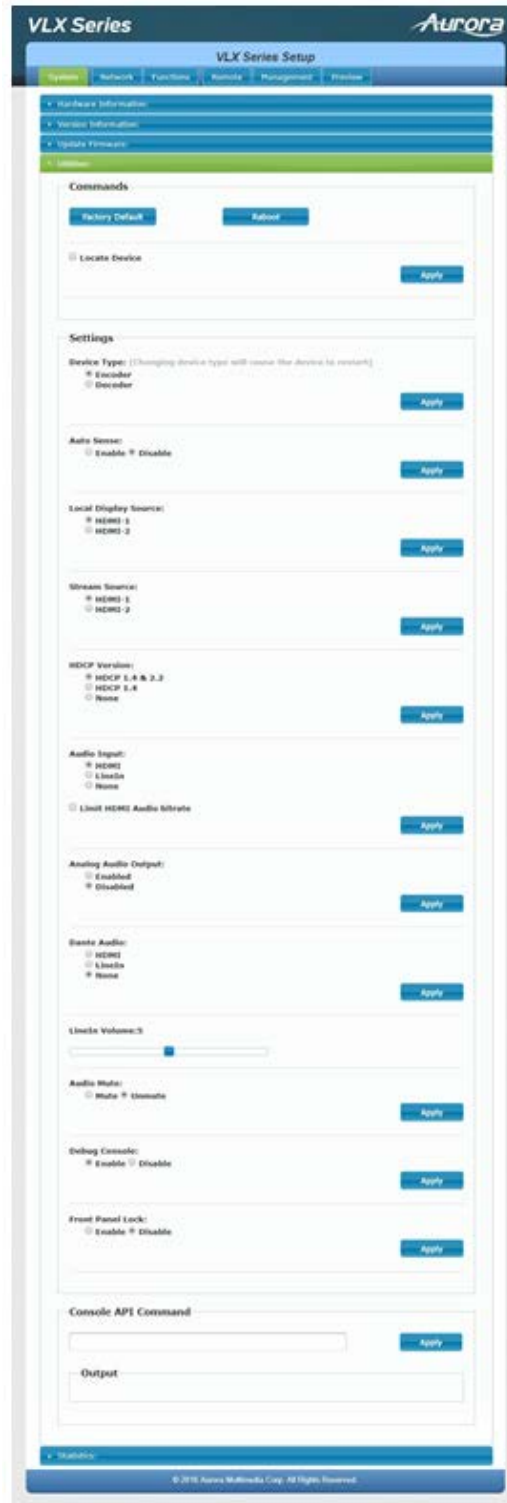 VLX Series
Aurora
VLX Series Setup
System Network Functions Remote Management Preview
Hardware Information:
Version Information:
Update Firmware:
Utilities:
Commands
Factory Default Reboot
Locate Device
Apply
Settings
Device Type: [Changing device type will cause the device to restart]
Encoder
Decoder
Apply
Auto Sense:
Enable Disable
Apply
Local Display Source:
HDMI-1
HDMI-2
Apply
Stream Source:
HDMI-1
HDMI-2
Apply
HDCP Version:
HDCP 1.4 & 2.2
HDCP 1.4
None
Apply
Audio Input:
HDMI
LineIn
None
Limit HDMI Audio bitrate
Apply
Analog Audio Output:
Enabled
Disabled
Apply
Dante Audio:
HDMI
LineIn
None
Apply
LineIn Volume:5
Audio Mute:
Mute Unmute
Apply
Debug Console:
Enable Disable
Apply
Front Panel Lock:
Enable Disable
Apply
Console API Command
Apply
Output
Statistics:
Aurora Multimedia Corp. All Rights Reserved.